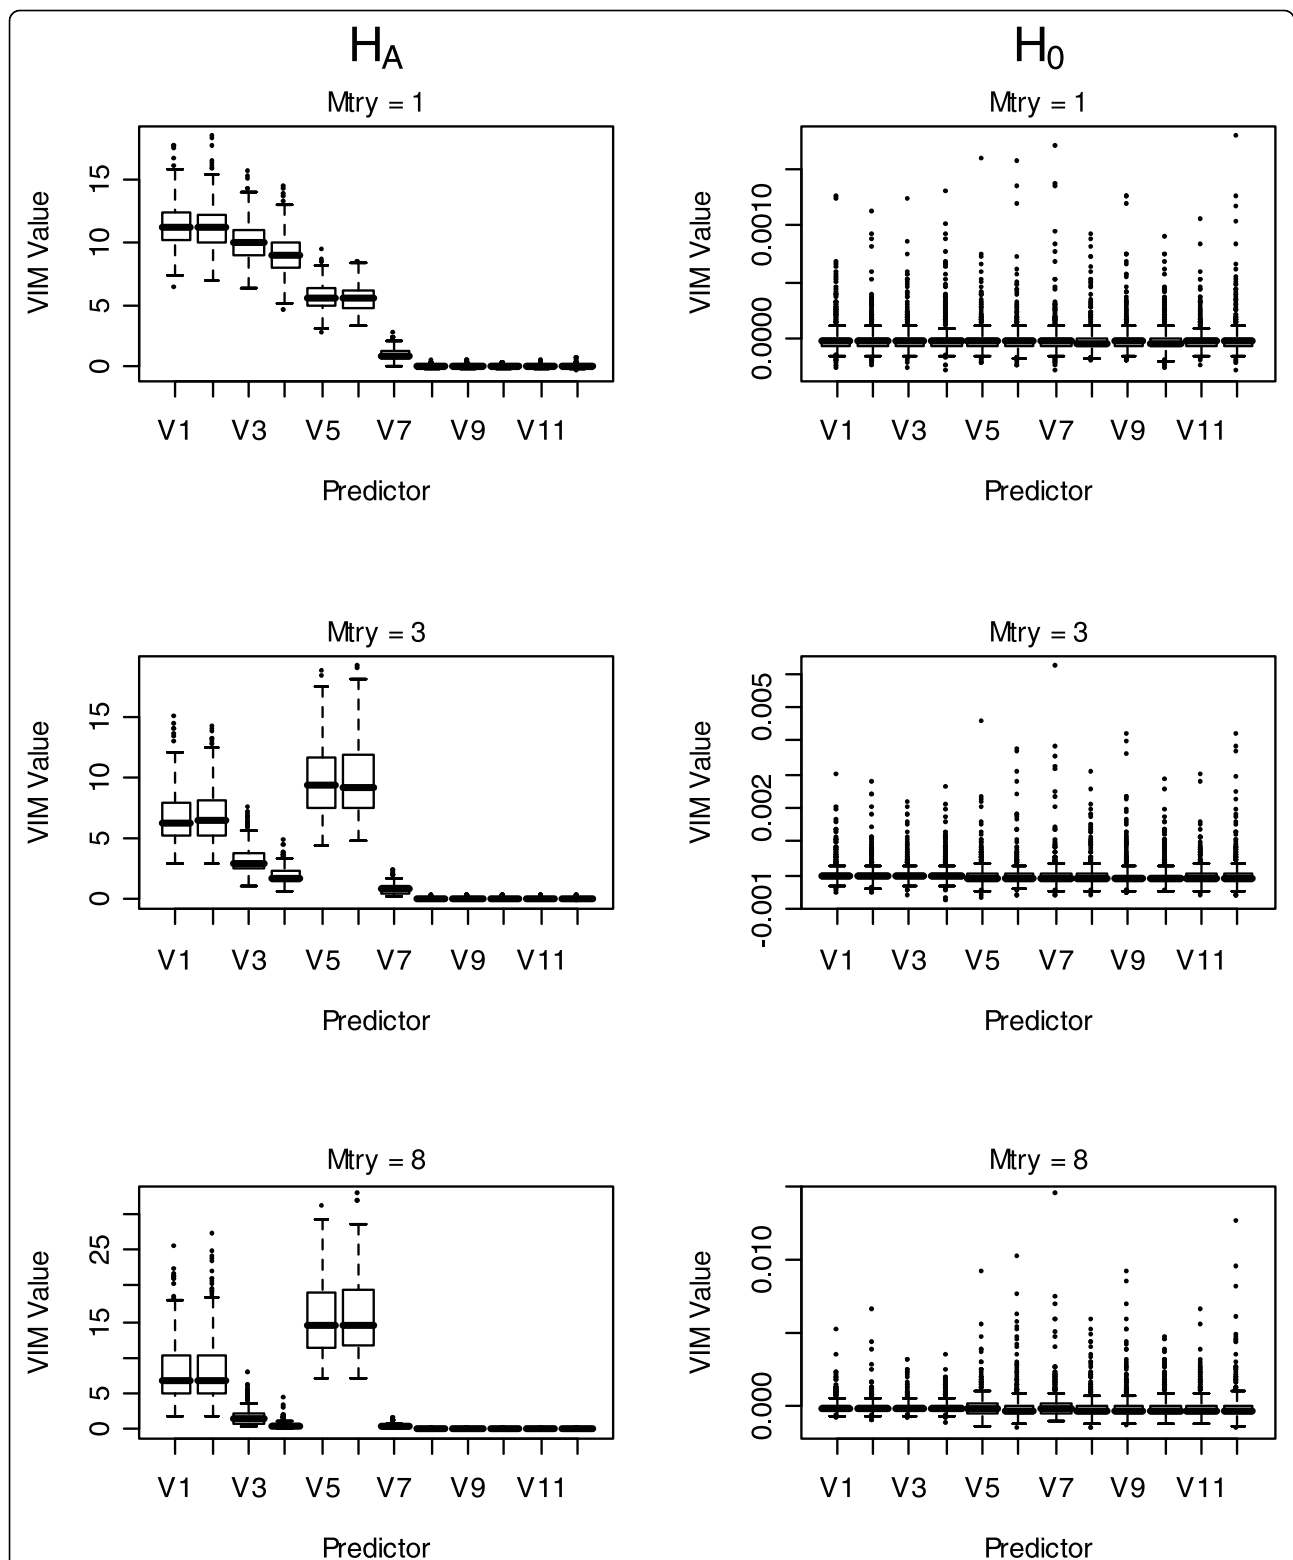 H_A
H_0
Mtry = 1
VIM Value
15
10
5
0
V1 V3 V5 V7 V9 V11
Predictor
Mtry = 1
VIM Value
0.0010
0.0000
V1 V3 V5 V7 V9 V11
Predictor
Mtry = 3
VIM Value
15
10
5
0
V1 V3 V5 V7 V9 V11
Predictor
Mtry = 3
VIM Value
0.005
0.002
-0.001
V1 V3 V5 V7 V9 V11
Predictor
Mtry = 8
VIM Value
25
15
5
0
V1 V3 V5 V7 V9 V11
Predictor
Mtry = 8
VIM Value
0.010
0.000
V1 V3 V5 V7 V9 V11
Predictor